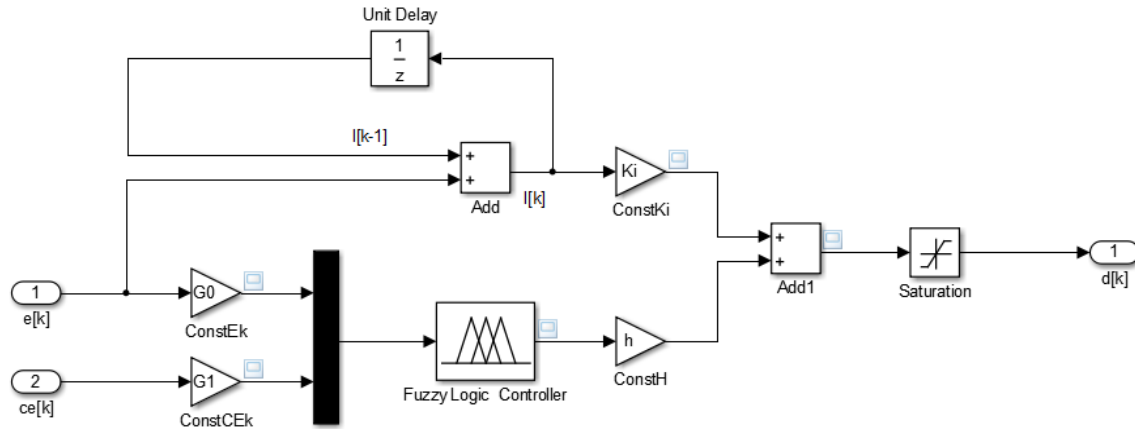 Unit Delay
1
z
I[k-1]
+
+
Add
I[k]
Ki
ConstKi
+
+
Add1
Saturation
1
d[k]
1
e[k]
G0
ConstEk
2
ce[k]
G1
ConstCEk
Fuzzy Logic Controller
h
ConstH